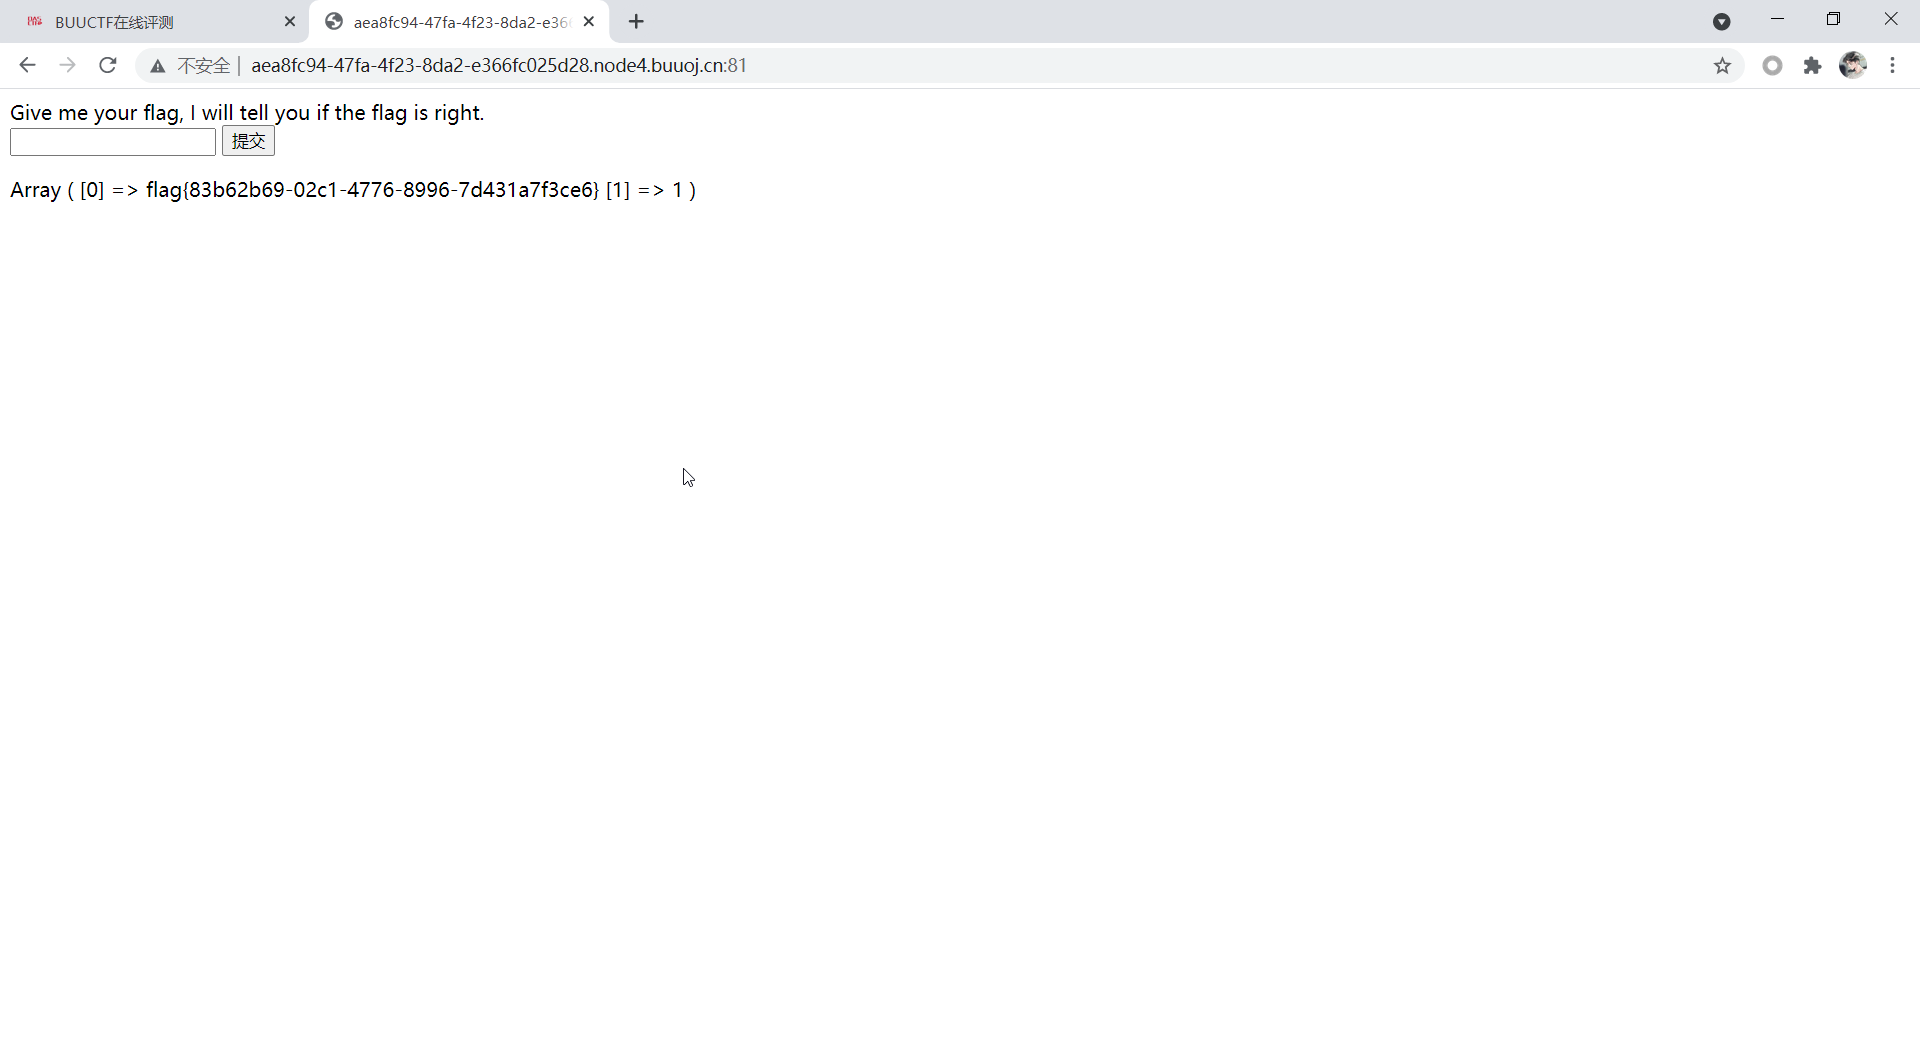 BUUCTF在线评测
aea8fc94-47fa-4f23-8da2-e36
不安全 | aea8fc94-47fa-4f23-8da2-e366fc025d28.node4.buuoj.cn:81
Give me your flag, I will tell you if the flag is right.
提交
Array ( [0] => flag{83b62b69-02c1-4776-8996-7d431a7f3ce6} [1] => 1 )